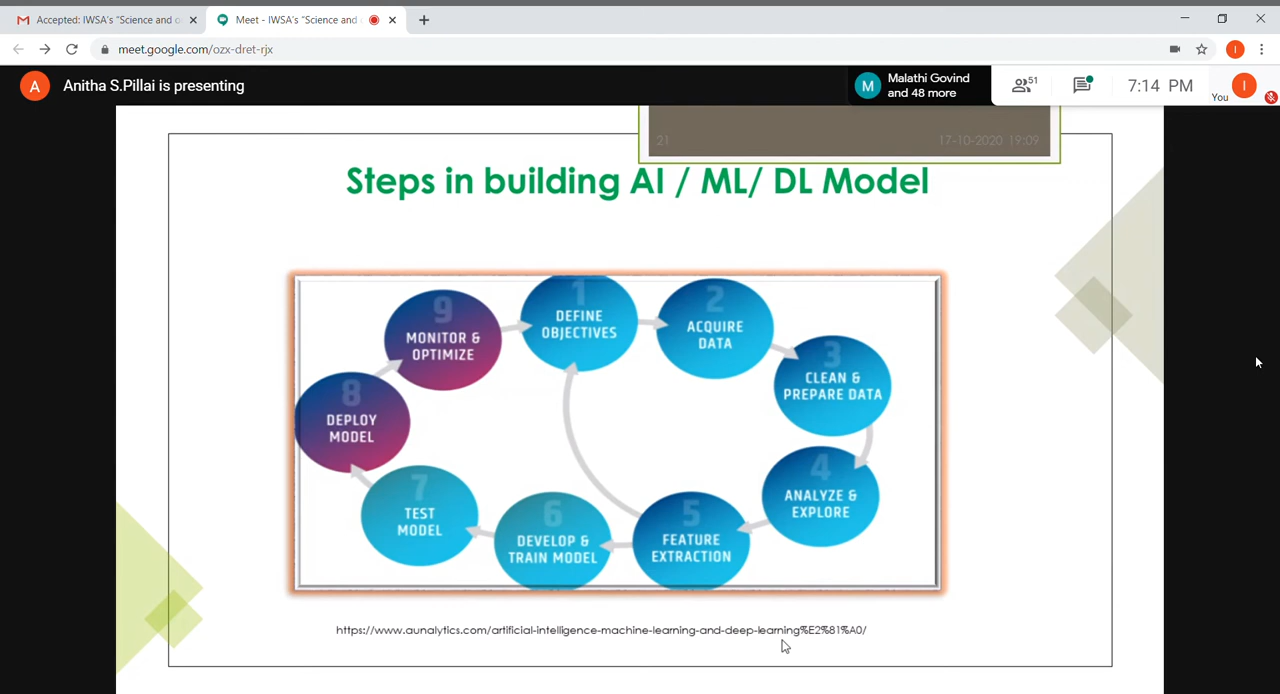 Accepted: IWSA's "Science and o
Meet - IWSA's "Science and
meet.google.com/ozx-dret-rjx
A
Anitha S.Pillai is presenting
M
Malathi Govind
and 48 more
51
7:14 PM
You
I
I
21
17-10-2020 19:09
Steps in building AI / ML/ DL Model
1
DEFINE
OBJECTIVES
2
ACQUIRE
DATA
3
CLEAN &
PREPARE DATA
4
ANALYZE &
EXPLORE
5
FEATURE
EXTRACTION
6
DEVELOP &
TRAIN MODEL
7
TEST
MODEL
8
DEPLOY
MODEL
9
MONITOR &
OPTIMIZE
https://www.aunalytics.com/artificial-intelligence-machine-learning-and-deep-learning%E2%81%A0/